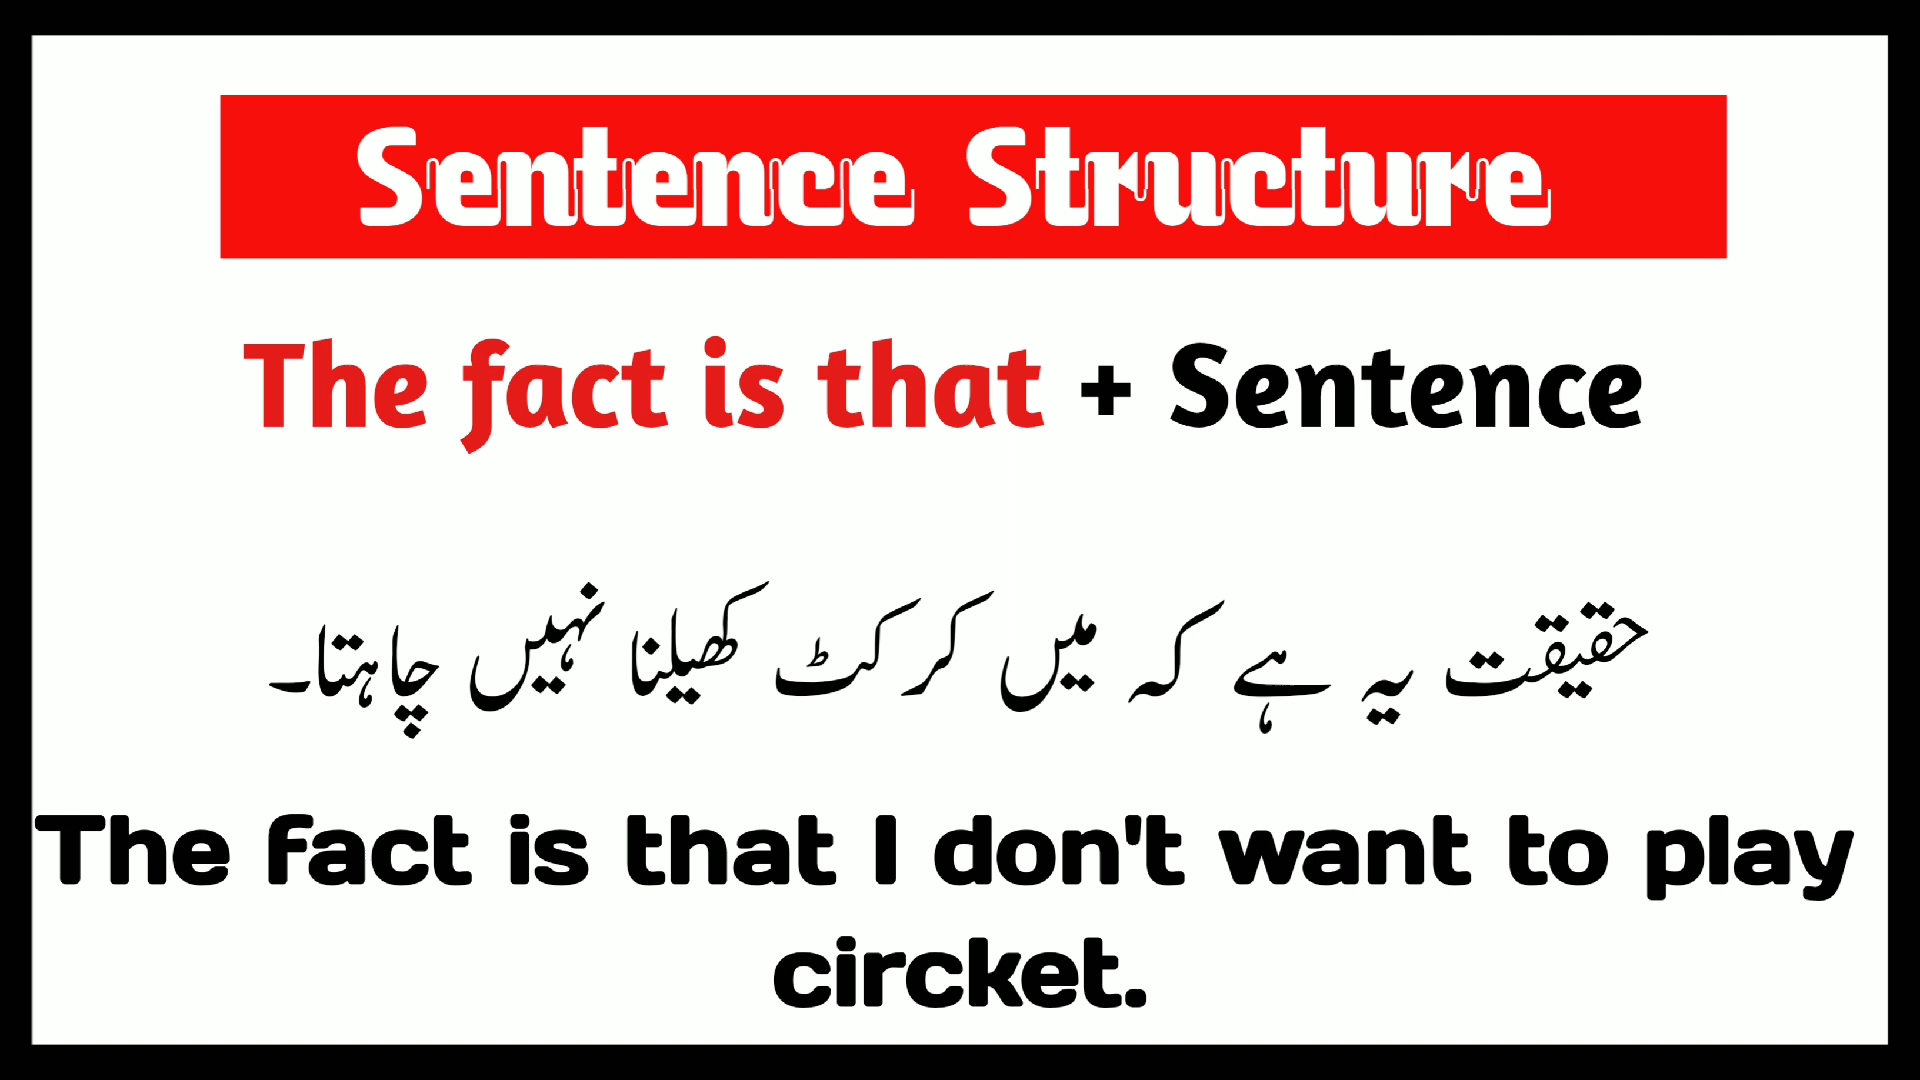 Sentence Structure
The fact is that + Sentence
حقیقت یہ ہے کہ میں کرکٹ کھیلنا نہیں چاہتا۔
The fact is that I don't want to play
circket.